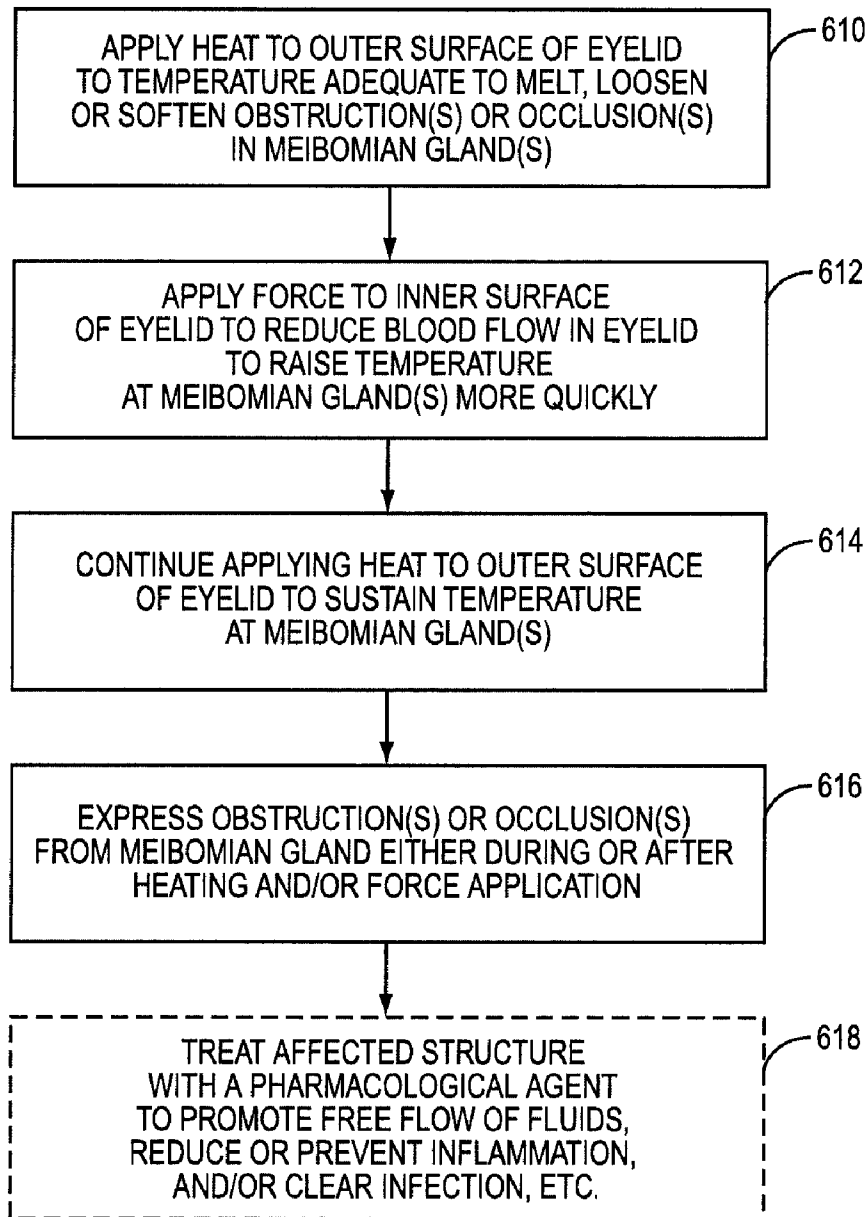 APPLY HEAT TO OUTER SURFACE OF EYELID
TO TEMPERATURE ADEQUATE TO MELT, LOOSEN
OR SOFTEN OBSTRUCTION(S) OR OCCLUSION(S)
IN MEIBOMIAN GLAND(S)
610
APPLY FORCE TO INNER SURFACE
OF EYELID TO REDUCE BLOOD FLOW IN EYELID
TO RAISE TEMPERATURE
AT MEIBOMIAN GLAND(S) MORE QUICKLY
612
CONTINUE APPLYING HEAT TO OUTER SURFACE
OF EYELID TO SUSTAIN TEMPERATURE
AT MEIBOMIAN GLAND(S)
614
EXPRESS OBSTRUCTION(S) OR OCCLUSION(S)
FROM MEIBOMIAN GLAND EITHER DURING OR AFTER
HEATING AND/OR FORCE APPLICATION
616
TREAT AFFECTED STRUCTURE
WITH A PHARMACOLOGICAL AGENT
TO PROMOTE FREE FLOW OF FLUIDS,
REDUCE OR PREVENT INFLAMMATION,
AND/OR CLEAR INFECTION, ETC.
618